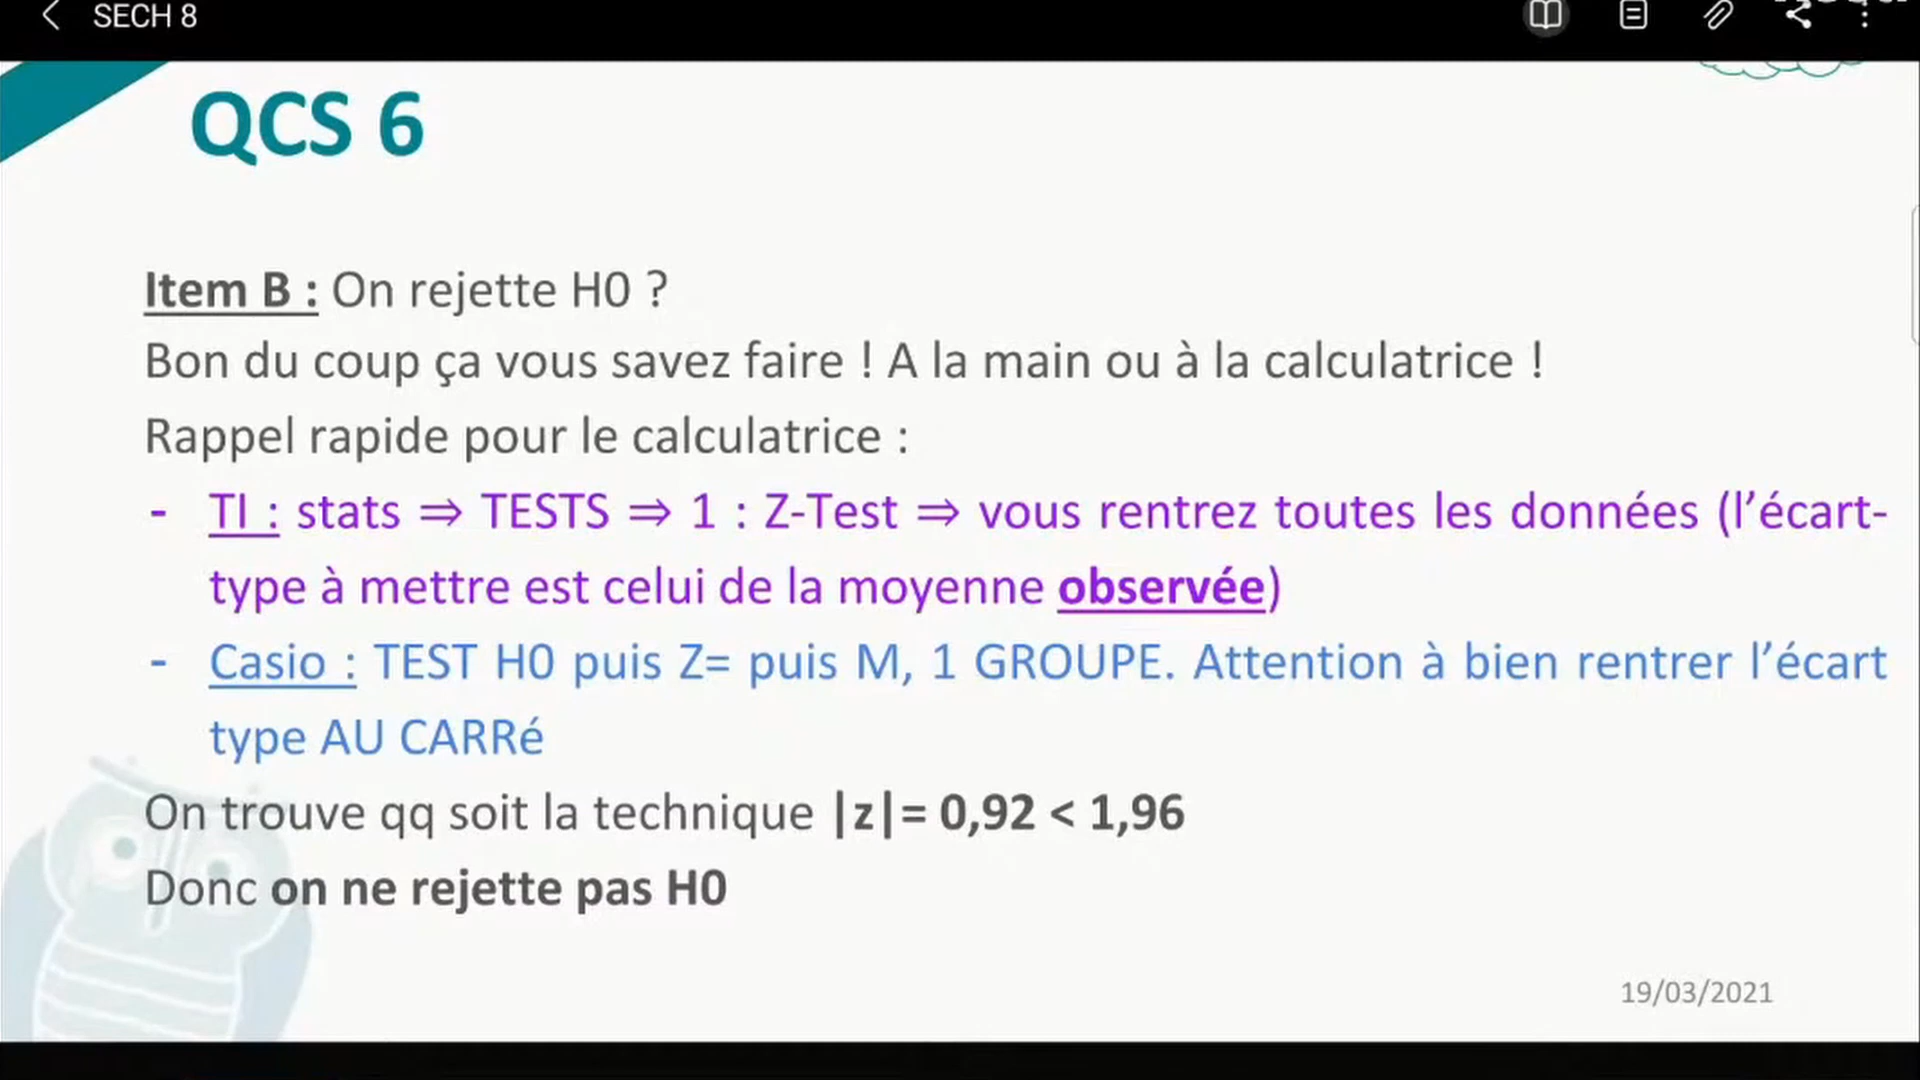 SECH 8
QCS 6
Item B : On rejette H0 ?
Bon du coup ça vous savez faire ! A la main ou à la calculatrice !
Rappel rapide pour le calculatrice :
- TI : stats ⇒ TESTS ⇒ 1 : Z-Test ⇒ vous rentrez toutes les données (l’écart-
type à mettre est celui de la moyenne observée)
- Casio : TEST H0 puis Z= puis M, 1 GROUPE. Attention à bien rentrer l’écart
type AU CARRé
On trouve qq soit la technique |z|= 0,92 < 1,96
Donc on ne rejette pas H0
19/03/2021